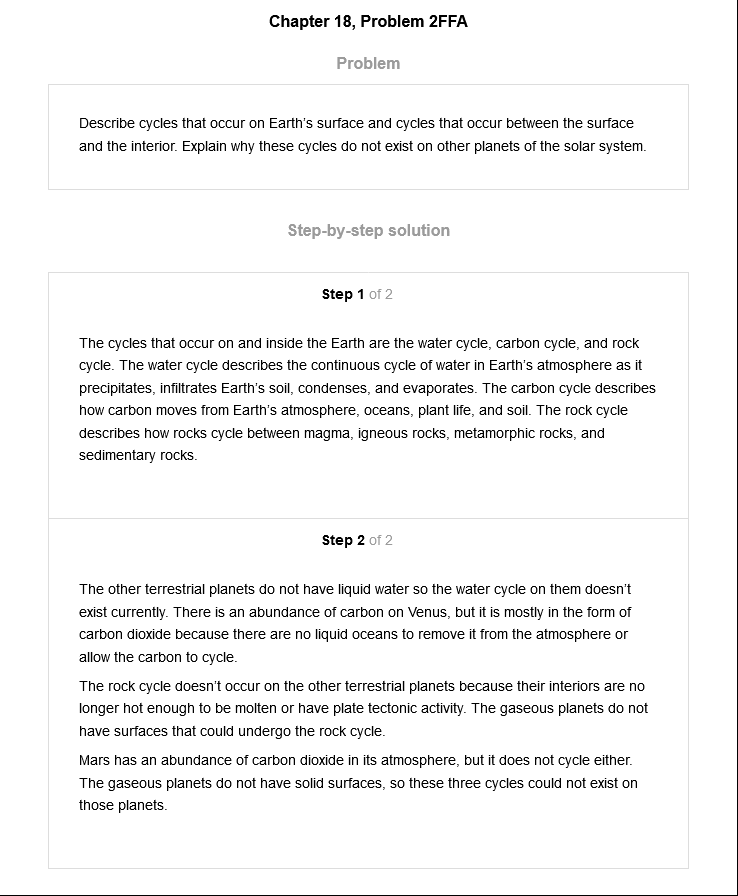 Chapter 18, Problem 2FFA
Problem
Describe cycles that occur on Earth's surface and cycles that occur between the surface
and the interior. Explain why these cycles do not exist on other planets of the solar system.
Step-by-step solution
Step 1 of 2
The cycles that occur on and inside the Earth are the water cycle, carbon cycle, and rock
cycle. The water cycle describes the continuous cycle of water in Earth's atmosphere as it
precipitates, infiltrates Earth's soil, condenses, and evaporates. The carbon cycle describes
how carbon moves from Earth's atmosphere, oceans, plant life, and soil. The rock cycle
describes how rocks cycle between magma, igneous rocks, metamorphic rocks, and
sedimentary rocks.
Step 2 of 2
The other terrestrial planets do not have liquid water so the water cycle on them doesn't
exist currently. There is an abundance of carbon on Venus, but it is mostly in the form of
carbon dioxide because there are no liquid oceans to remove it from the atmosphere or
allow the carbon to cycle.
The rock cycle doesn't occur on the other terrestrial planets because their interiors are no
longer hot enough to be molten or have plate tectonic activity. The gaseous planets do not
have surfaces that could undergo the rock cycle.
Mars has an abundance of carbon dioxide in its atmosphere, but it does not cycle either.
The gaseous planets do not have solid surfaces, so these three cycles could not exist on
those planets.